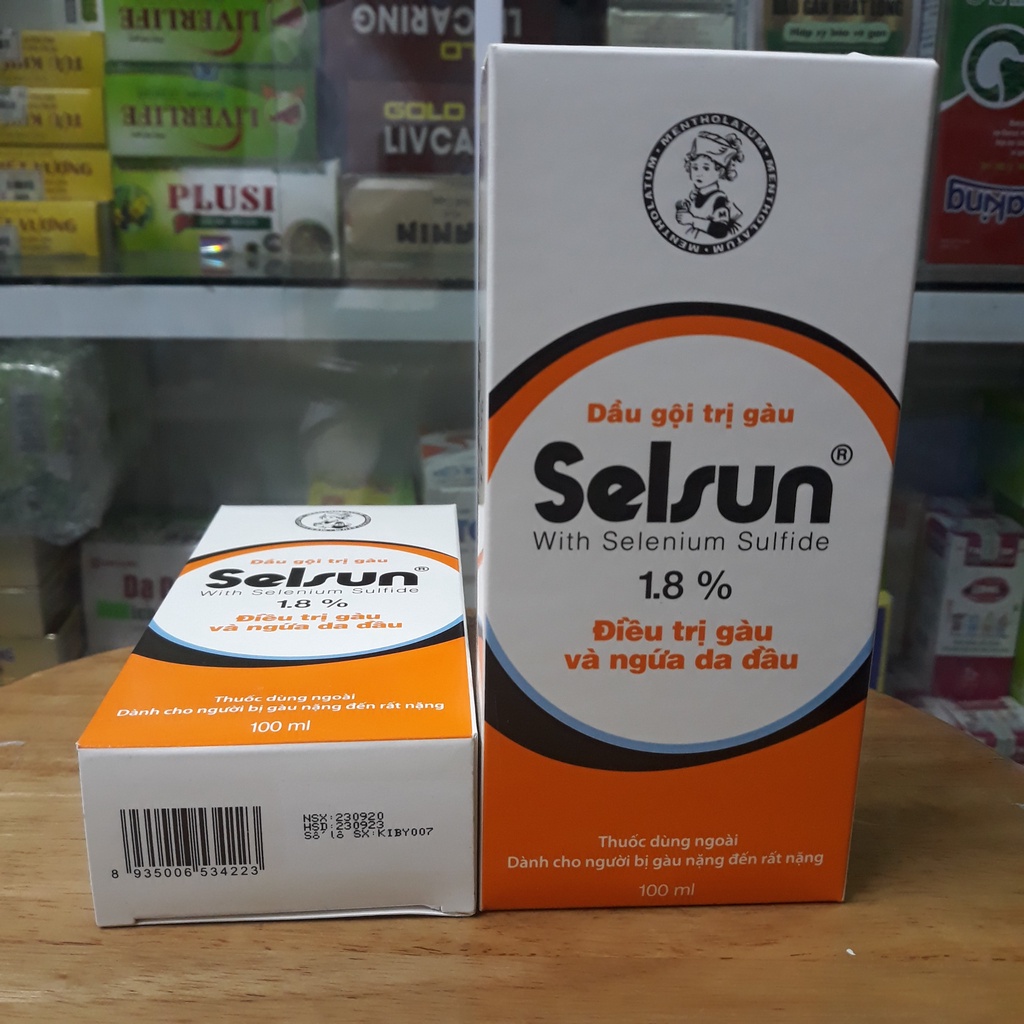 LIVERLIFE
LIVCARING
GOLD
LIVERLIFE
GOLD
LIVCA
PLUSI
MENTHOLATUM · MENTHOLATUM · MENTHOLATUM
Dầu gội trị gàu
Selsun®
With Selenium Sulfide
1.8 %
Điều trị gàu
và ngứa da đầu
Thuốc dùng ngoài
Dành cho người bị gàu nặng đến rất nặng
100 ml
Dầu gội trị gàu
Selsun®
With Selenium Sulfide
1.8 %
Điều trị gàu
và ngứa da đầu
Thuốc dùng ngoài
Dành cho người bị gàu nặng đến rất nặng
100 ml
NSX:230920
HSD:230923
Số lô SX:KIBY007
8 935006 534223